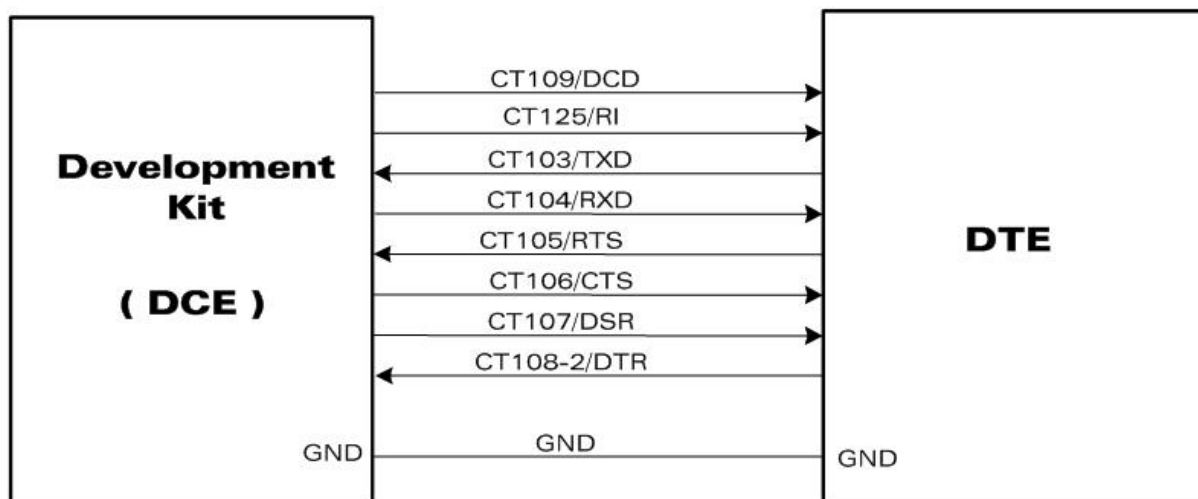 Development
Kit
( DCE )
CT109/DCD
CT125/RI
CT103/TXD
CT104/RXD
CT105/RTS
CT106/CTS
CT107/DSR
CT108-2/DTR
GND
GND
GND
DTE